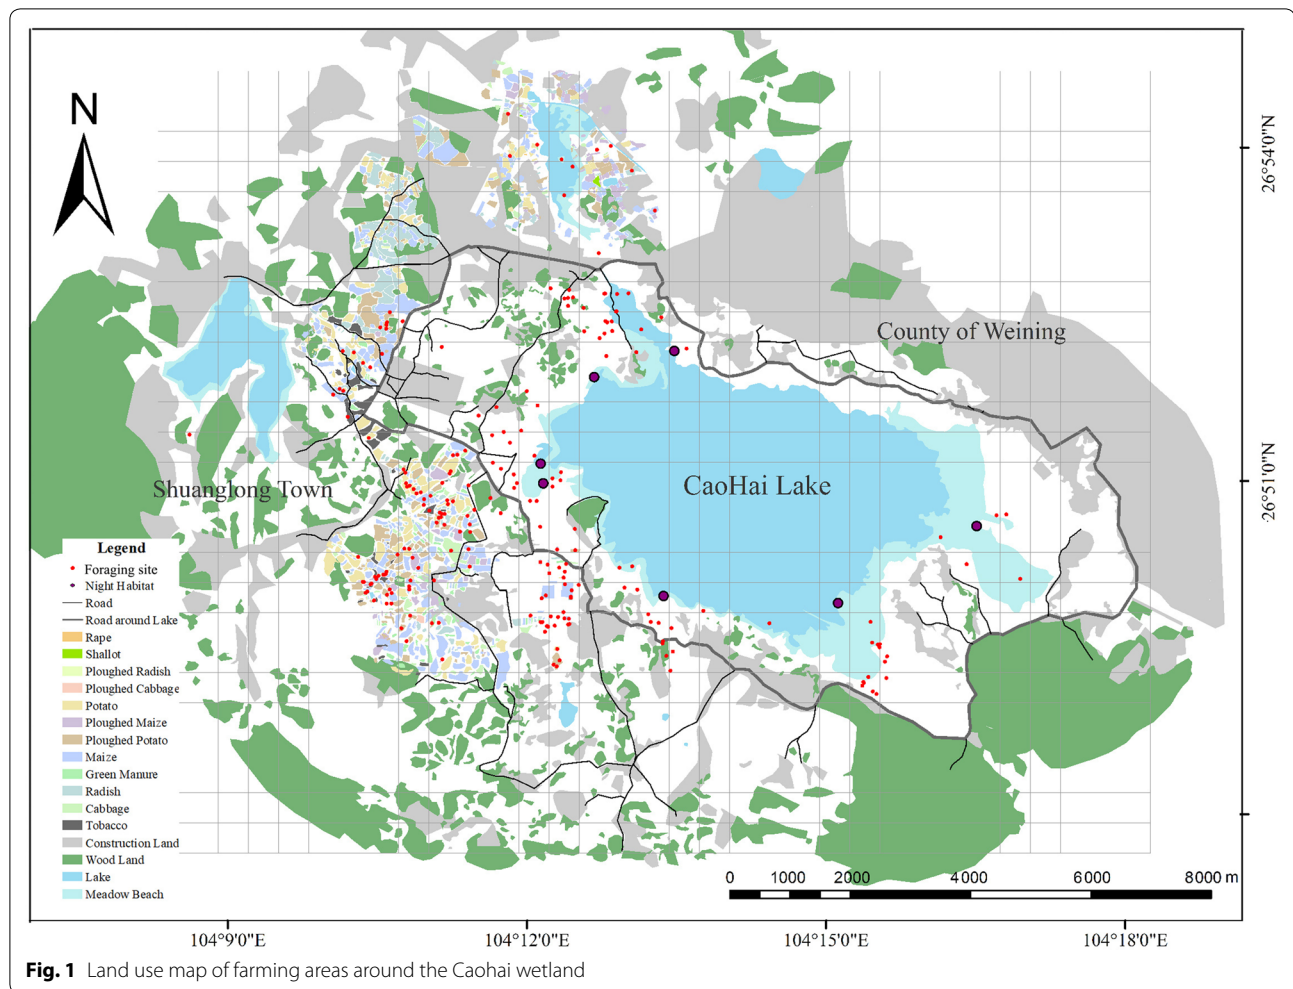 N
26°54'0"N
County of Weining
26°51'0"N
CaoHai Lake
Shuanglong Town
Legend
Foraging site
Night Habitat
Road
Road around Lake
Rape
Shallot
Ploughed Radish
Ploughed Cabbage
Potato
Ploughed Maize
Ploughed Potato
Maize
Green Manure
Radish
Cabbage
Tobacco
Construction Land
Wood Land
Lake
Meadow Beach
0 1000 2000 4000 6000 8000 m
104°9'0"E 104°12'0"E 104°15'0"E 104°18'0"E
Fig. 1 Land use map of farming areas around the Caohai wetland